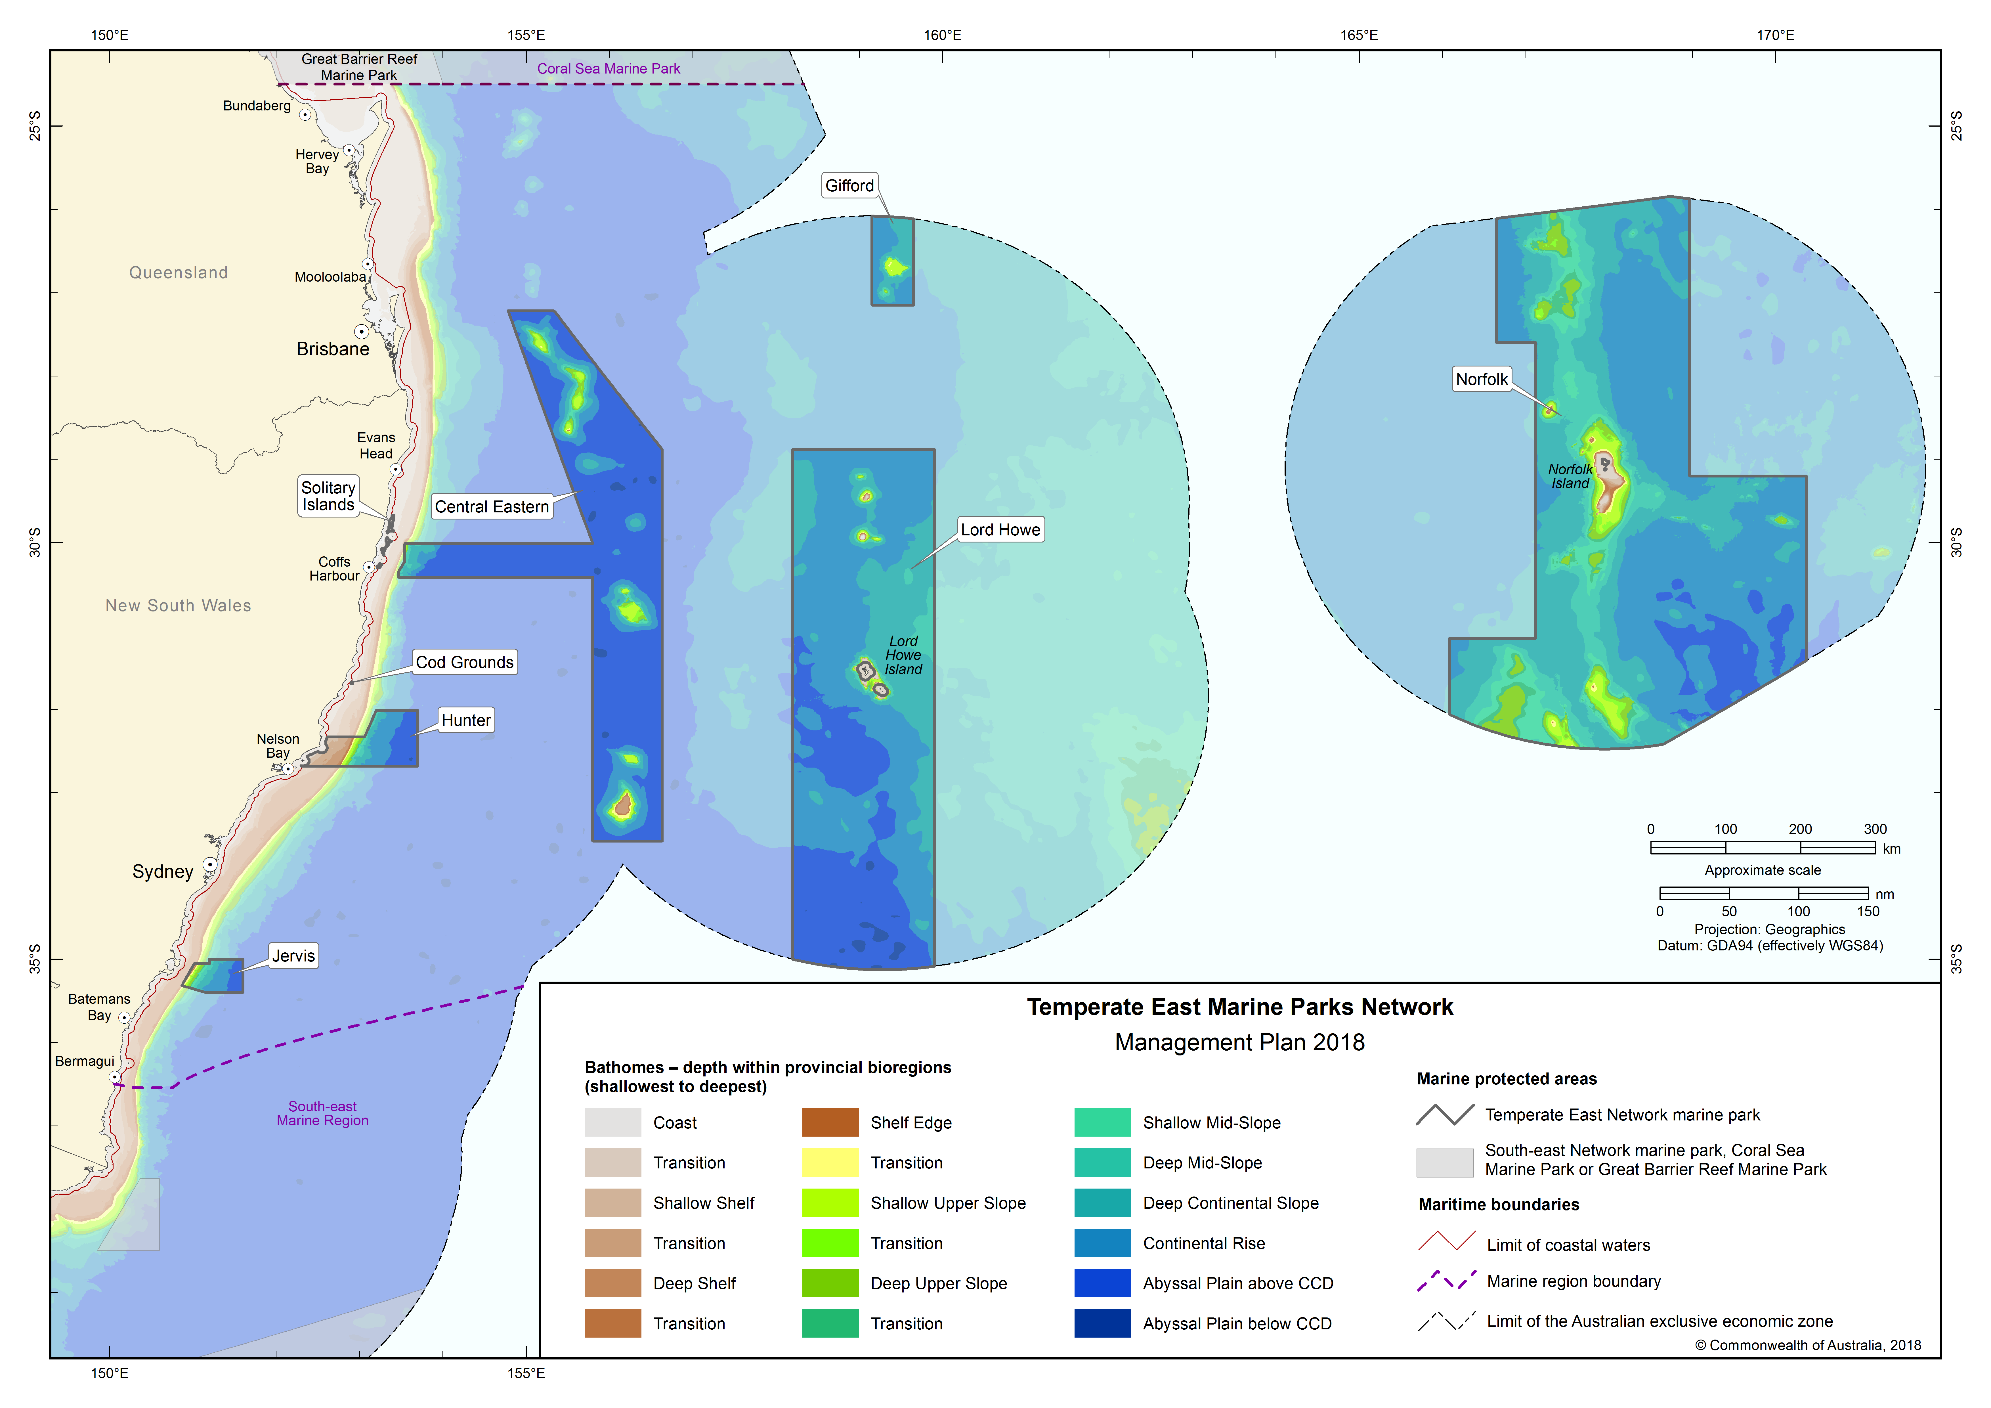 150°E
155°E
160°E
165°E
170°E
Great Barrier Reef
Marine Park
Coral Sea Marine Park
Bundaberg
25°S
25°S
Hervey
Bay
Gifford
Queensland
Mooloolaba
Brisbane
Norfolk
Evans
Head
Norfolk
Island
Solitary
Islands
Central Eastern
Lord Howe
30°S
30°S
Coffs
Harbour
New South Wales
Lord
Howe
Island
Cod Grounds
Hunter
Nelson
Bay
0 100 200 300
km
Approximate scale
nm
0 50 100 150
Projection: Geographics
Datum: GDA94 (effectively WGS84)
Sydney
35°S
35°S
Jervis
Batemans
Bay
Bermagui
South-east
Marine Region
Temperate East Marine Parks Network
Management Plan 2018
Bathomes – depth within provincial bioregions
(shallowest to deepest)
Coast
Transition
Shallow Shelf
Transition
Deep Shelf
Transition
Shelf Edge
Transition
Shallow Upper Slope
Transition
Deep Upper Slope
Transition
Shallow Mid-Slope
Deep Mid-Slope
Deep Continental Slope
Continental Rise
Abyssal Plain above CCD
Abyssal Plain below CCD
Marine protected areas
Temperate East Network marine park
South-east Network marine park, Coral Sea
Marine Park or Great Barrier Reef Marine Park
Maritime boundaries
Limit of coastal waters
Marine region boundary
Limit of the Australian exclusive economic zone
© Commonwealth of Australia, 2018
150°E
155°E